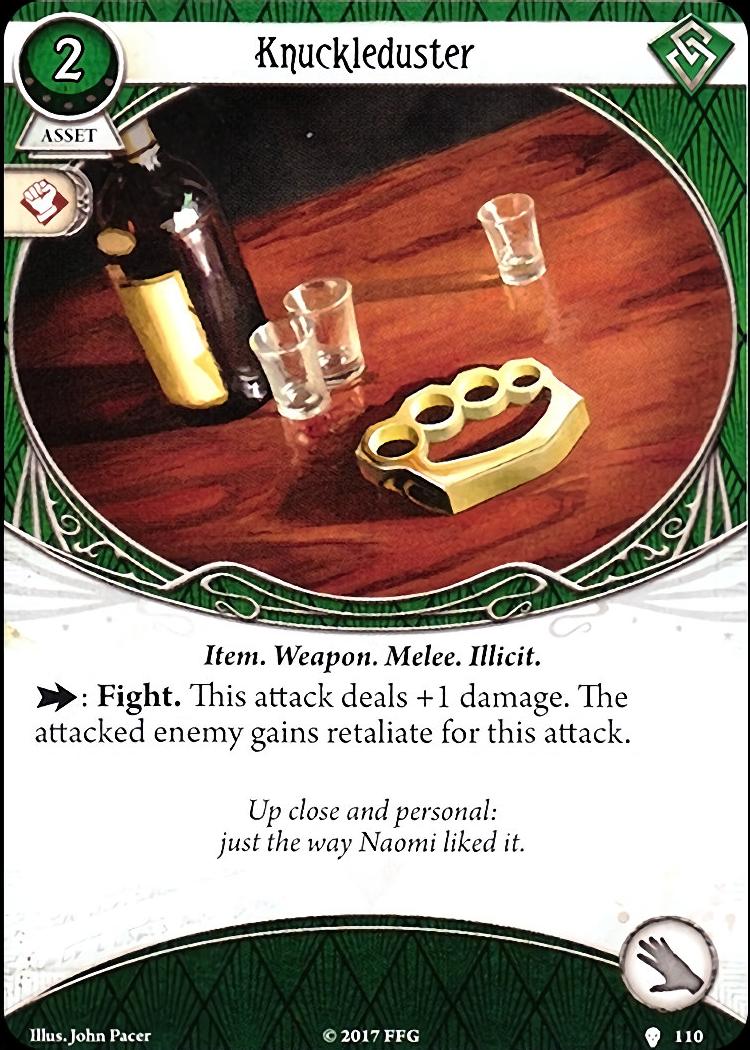 2
Knuckleduster
ASSET
Item. Weapon. Melee. Illicit.
: Fight. This attack deals +1 damage. The
attacked enemy gains retaliate for this attack.
Up close and personal:
just the way Naomi liked it.
Illus. John Pacer
© 2017 FFG
110